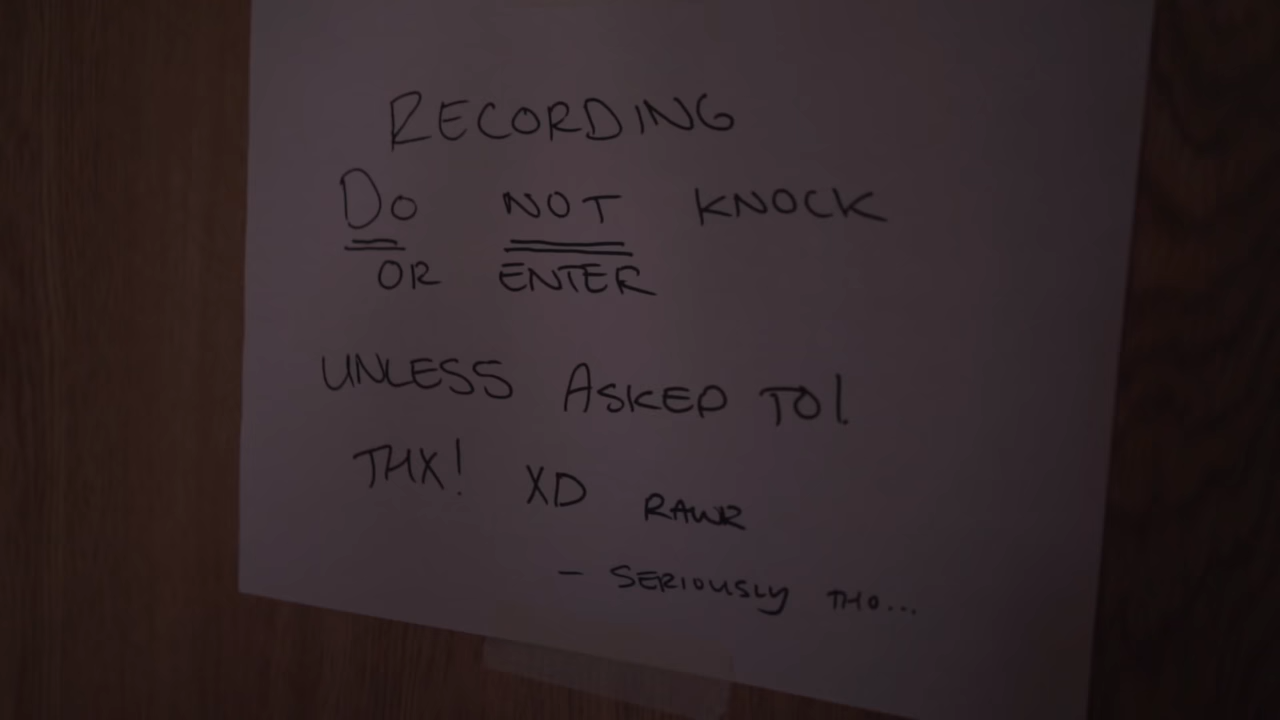 RECORDING
DO NOT KNOCK
OR ENTER
UNLESS ASKED TO!
THX! XD RAWR
- SERIOUSLY THO...